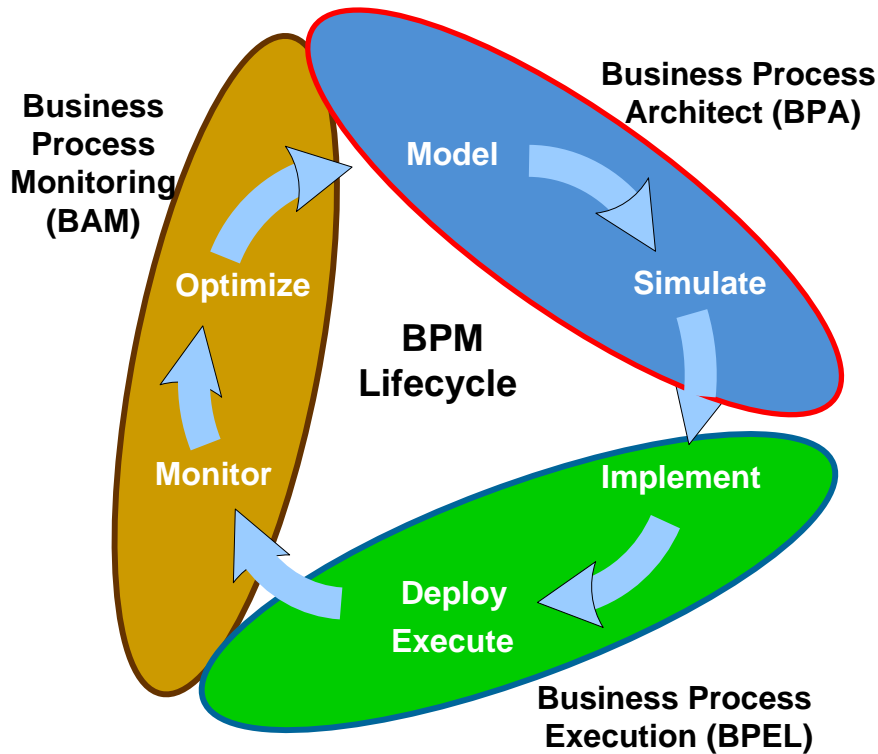 Business Process
Architect (BPA)
Business
Process
Monitoring
(BAM)
Model
Simulate
Optimize
BPM
Lifecycle
Monitor
Implement
Deploy
Execute
Business Process
Execution (BPEL)